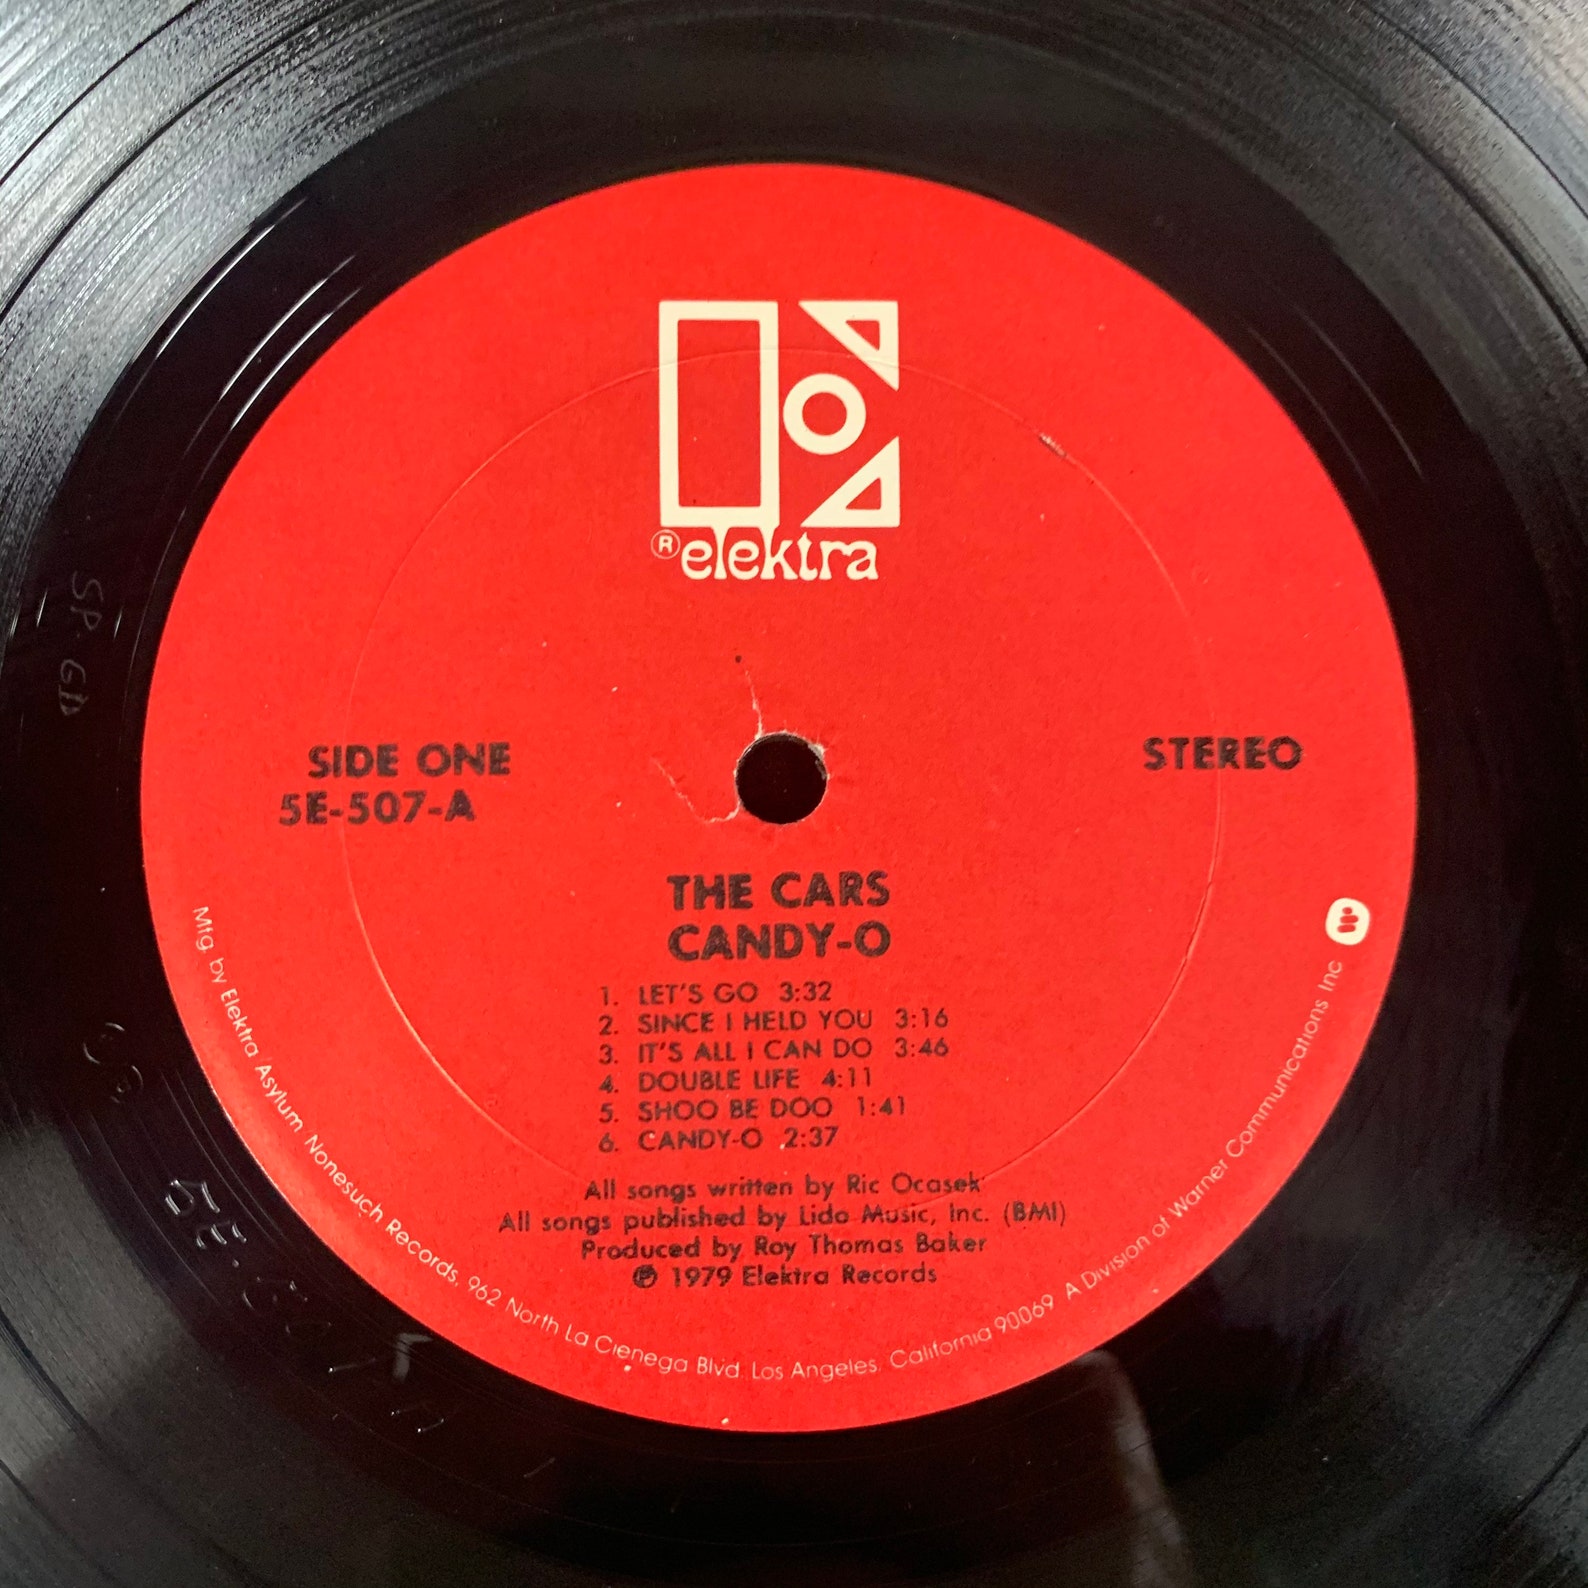 ® elektra
SIDE ONE
5E-507-A
STEREO
THE CARS
CANDY-O
1. LET'S GO 3:32
2. SINCE I HELD YOU 3:16
3. IT'S ALL I CAN DO 3:46
4. DOUBLE LIFE 4:11
5. SHOO BE DOO 1:41
6. CANDY-O 2:37
All songs written by Ric Ocasek
All songs published by Lido Music, Inc. (BMI)
Produced by Roy Thomas Baker
℗ 1979 Elektra Records
Mfg. by Elektra Asylum Nonesuch Records, 962 North La Cienega Blvd. Los Angeles, California 90069 A Division of Warner Communications Inc
SP. GD